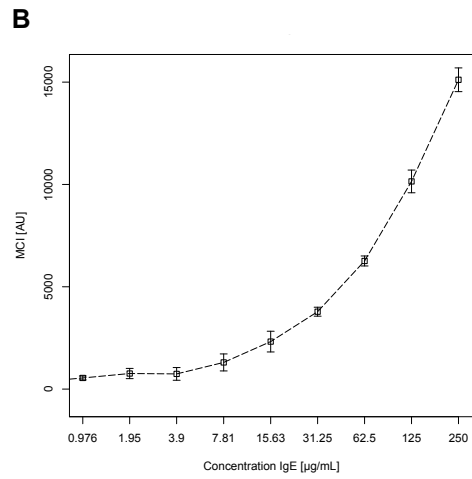 B
MCI [AU]
15000
10000
5000
0
0.976 1.95 3.9 7.81 15.63 31.25 62.5 125 250
Concentration IgE [µg/mL]